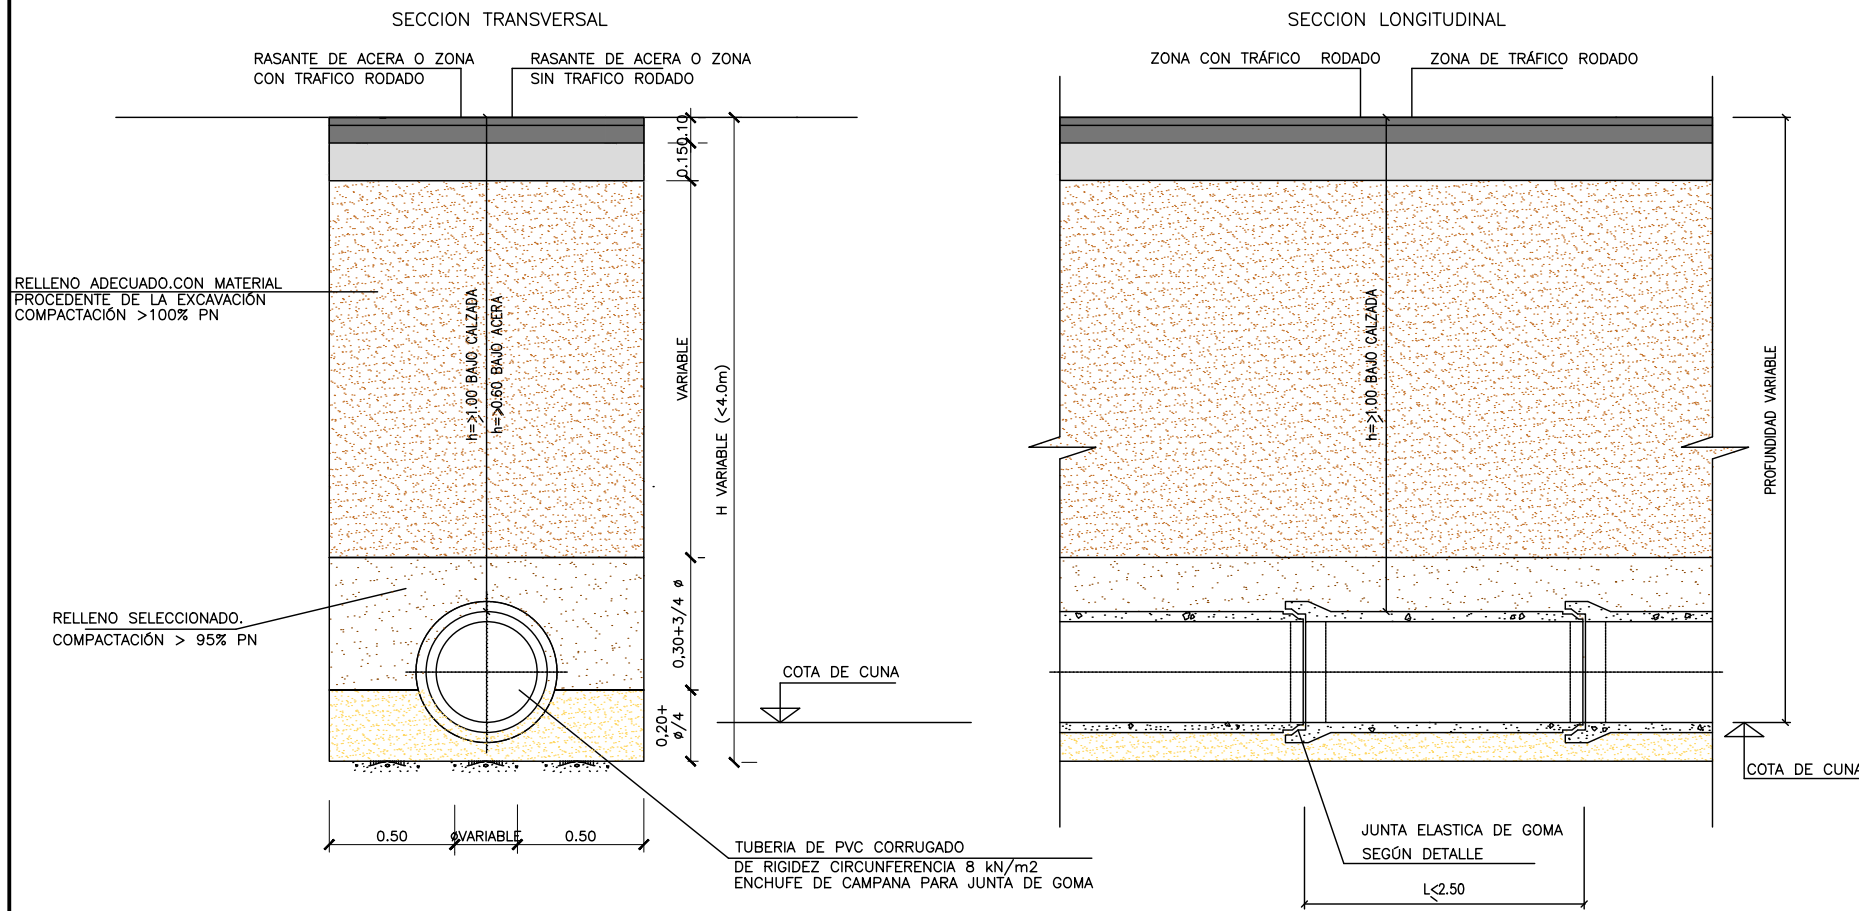 SECCION TRANSVERSAL
RASANTE DE ACERA O ZONA
CON TRAFICO RODADO
RASANTE DE ACERA O ZONA
SIN TRAFICO RODADO
0.10
0.15
VARIABLE
H VARIABLE (<4.0m)
h=>1.00 BAJO CALZADA
h=>0.60 BAJO ACERA
RELLENO ADECUADO.CON MATERIAL
PROCEDENTE DE LA EXCAVACIÓN
COMPACTACIÓN >100% PN
RELLENO SELECCIONADO.
COMPACTACIÓN > 95% PN
0,30+3/4 ø
0,20+
ø/4
COTA DE CUNA
0.50
øVARIABLE
0.50
TUBERIA DE PVC CORRUGADO
DE RIGIDEZ CIRCUNFERENCIA 8 kN/m2
ENCHUFE DE CAMPANA PARA JUNTA DE GOMA
SECCION LONGITUDINAL
ZONA CON TRÁFICO RODADO
ZONA DE TRÁFICO RODADO
h=>1.00 BAJO CALZADA
PROFUNDIDAD VARIABLE
COTA DE CUNA
JUNTA ELASTICA DE GOMA
SEGÚN DETALLE
L≤2.50